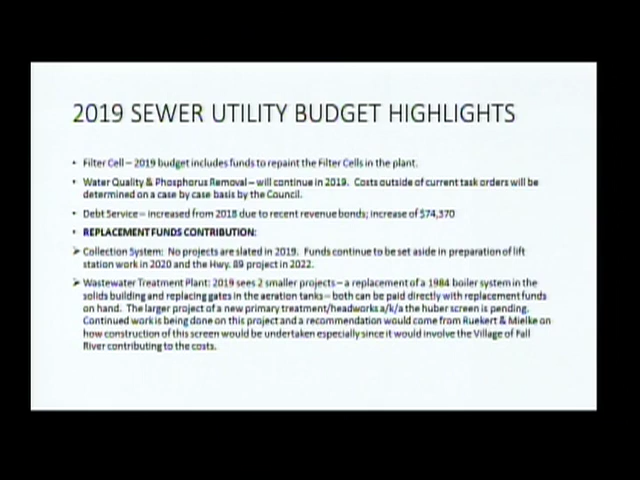 2019 SEWER UTILITY BUDGET HIGHLIGHTS
• Filter Cell – 2019 budget includes funds to repaint the Filter Cells in the plant.
• Water Quality & Phosphorus Removal – will continue in 2019. Costs outside of current task orders will be
determined on a case by case basis by the Council.
• Debt Service – increased from 2018 due to recent revenue bonds; increase of $74,370
• REPLACEMENT FUNDS CONTRIBUTION:
➢ Collection System: No projects are slated in 2019. Funds continue to be set aside in preparation of lift
station work in 2020 and the Hwy. 89 project in 2022.
➢ Wastewater Treatment Plant: 2019 sees 2 smaller projects – a replacement of a 1984 boiler system in the
solids building and replacing gates in the aeration tanks – both can be paid directly with replacement funds
on hand. The larger project of a new primary treatment/headworks a/k/a the huber screen is pending.
Continued work is being done on this project and a recommendation would come from Ruekert & Mielke on
how construction of this screen would be undertaken especially since it would involve the Village of Fall
River contributing to the costs.